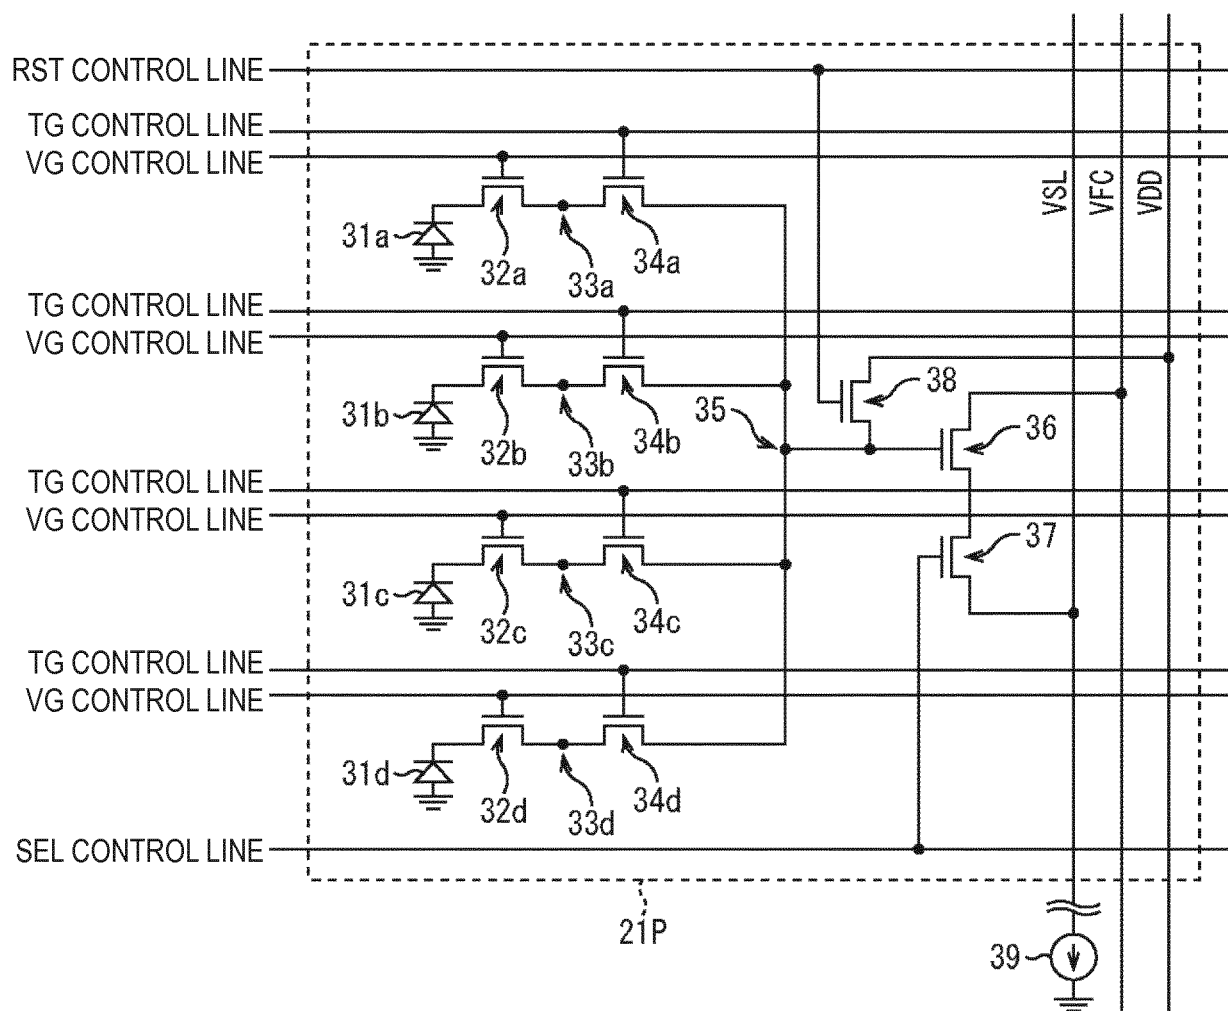 RST CONTROL LINE
TG CONTROL LINE
VG CONTROL LINE
VSL
VFC
VDD
31a
32a
33a
34a
TG CONTROL LINE
VG CONTROL LINE
31b
32b
33b
34b
35
38
36
TG CONTROL LINE
VG CONTROL LINE
37
31c
32c
33c
34c
TG CONTROL LINE
VG CONTROL LINE
31d
32d
33d
34d
SEL CONTROL LINE
21P
39